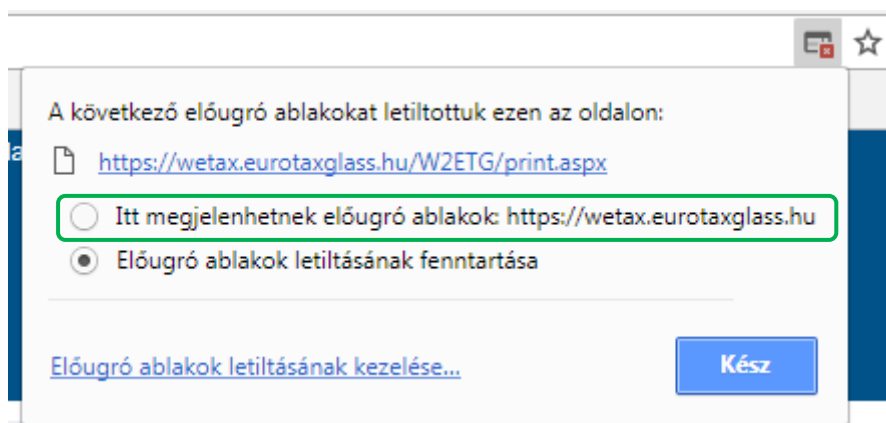 A következő előugró ablakokat letiltottuk ezen az oldalon:
https://wetax.eurotaxglass.hu/W2ETG/print.aspx
Itt megjelenhetnek előugró ablakok: https://wetax.eurotaxglass.hu
Előugró ablakok letiltásának fenntartása
Előugró ablakok letiltásának kezelése...
Kész